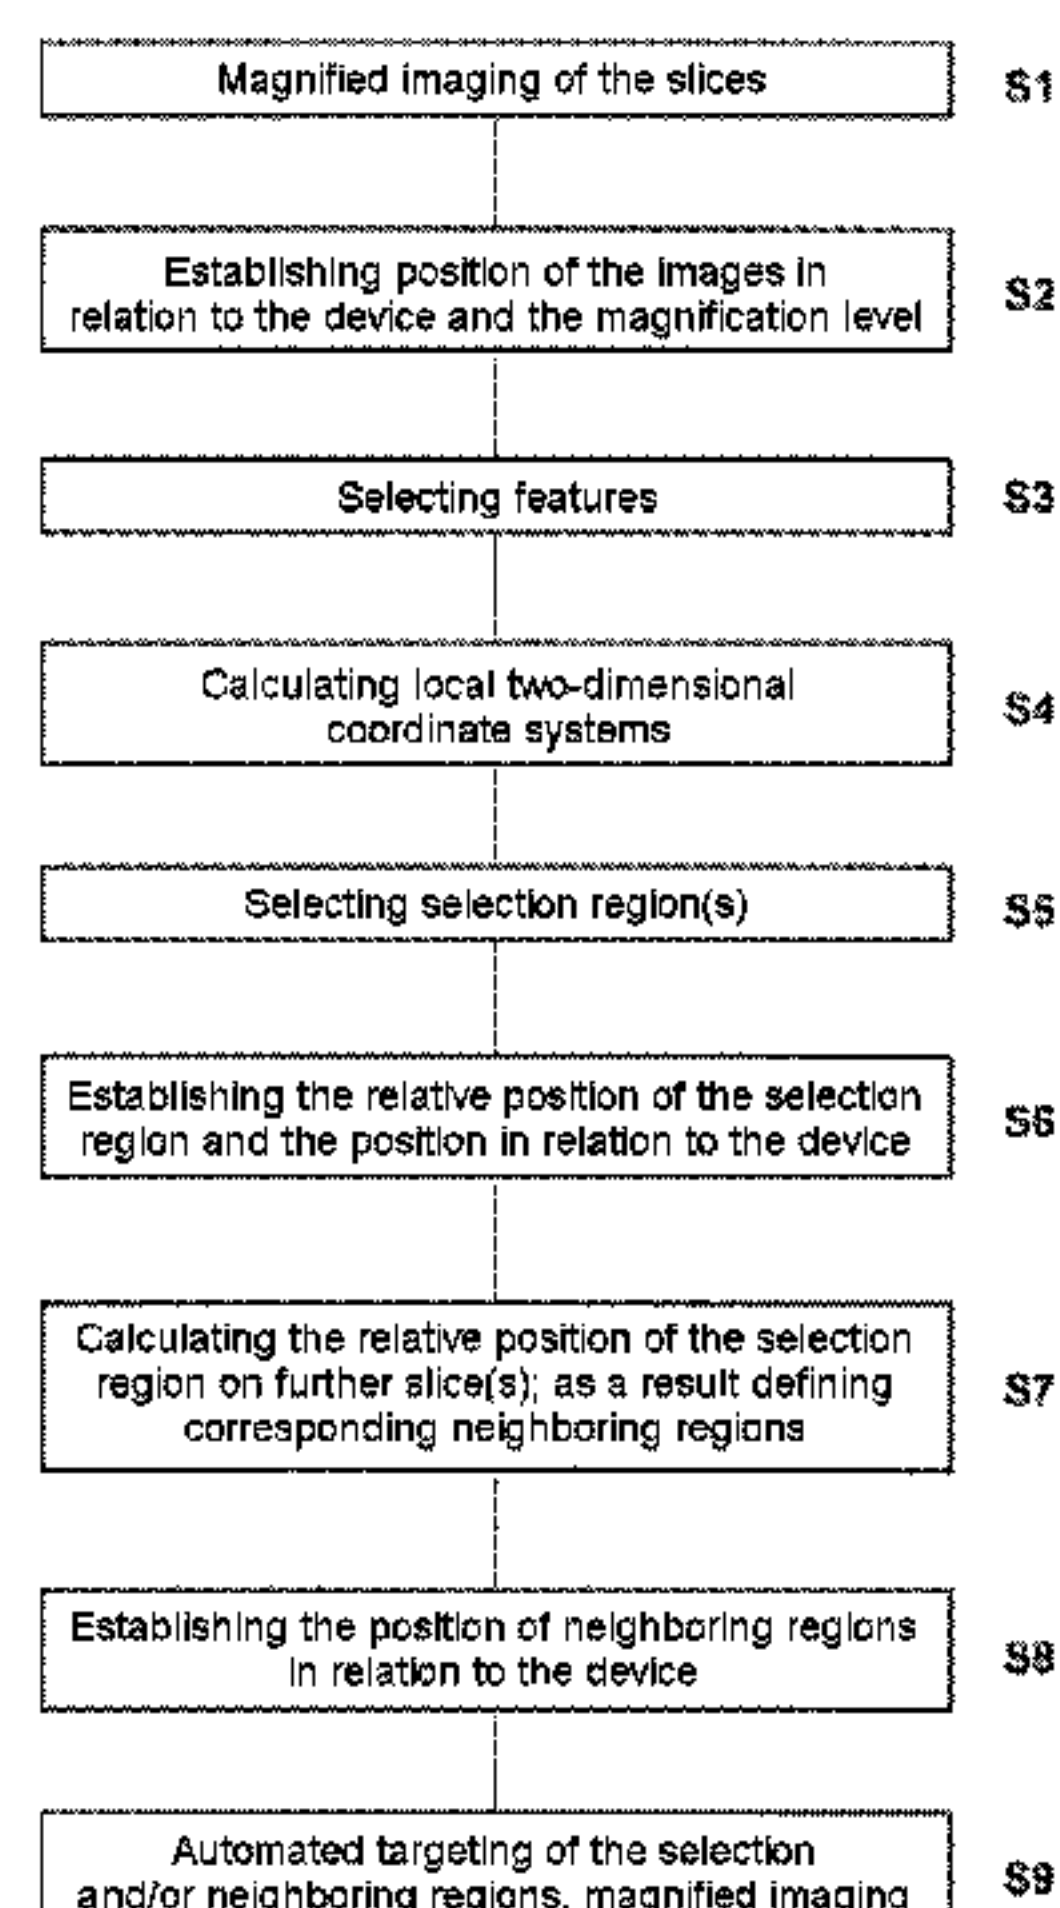 Magnified imaging of the slices
S1
Establishing position of the images in
relation to the device and the magnification level
S2
Selecting features
S3
Calculating local two-dimensional
coordinate systems
S4
Selecting selection region(s)
S5
Establishing the relative position of the selection
region and the position in relation to the device
S6
Calculating the relative position of the selection
region on further slice(s); as a result defining
corresponding neighboring regions
S7
Establishing the position of neighboring regions
in relation to the device
S8
Automated targeting of the selection
and/or neighboring regions, magnified imaging
S9